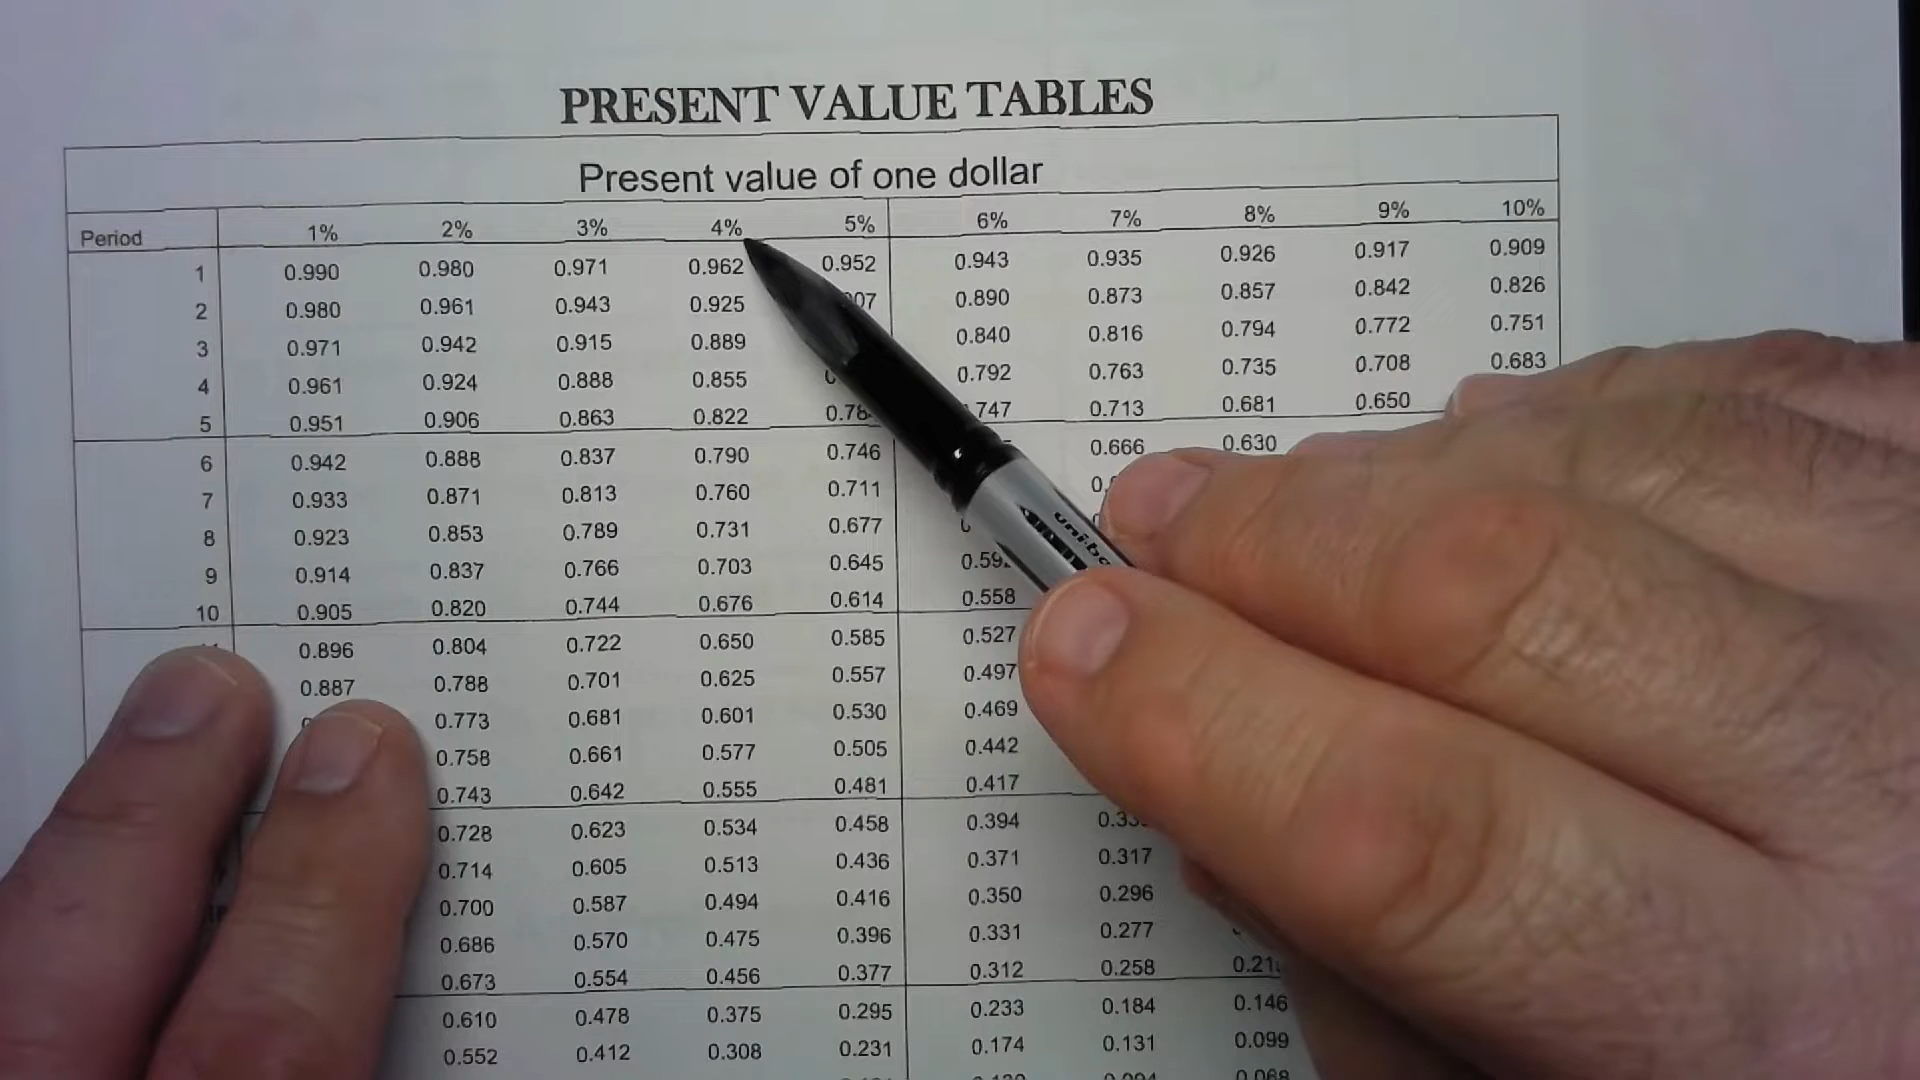 PRESENT VALUE TABLES
Present value of one dollar
Period 1% 2% 3% 4% 5% 6% 7% 8% 9% 10%
1 0.990 0.980 0.971 0.962 0.952 0.943 0.935 0.926 0.917 0.909
2 0.980 0.961 0.943 0.925 0.890 0.873 0.857 0.842 0.826
3 0.971 0.942 0.915 0.889 0.840 0.816 0.794 0.772 0.751
4 0.961 0.924 0.888 0.855 0.792 0.763 0.735 0.708 0.683
5 0.951 0.906 0.863 0.822 0.747 0.713 0.681 0.650
6 0.942 0.888 0.837 0.790 0.746 0.666 0.630
7 0.933 0.871 0.813 0.760 0.711
8 0.923 0.853 0.789 0.731 0.677
9 0.914 0.837 0.766 0.703 0.645
10 0.905 0.820 0.744 0.676 0.614 0.558
0.896 0.804 0.722 0.650 0.585 0.527
0.887 0.788 0.701 0.625 0.557 0.497
0.773 0.681 0.601 0.530 0.469
0.758 0.661 0.577 0.505 0.442
0.743 0.642 0.555 0.481 0.417
0.728 0.623 0.534 0.458 0.394
0.714 0.605 0.513 0.436 0.371 0.317
0.700 0.587 0.494 0.416 0.350 0.296
0.686 0.570 0.475 0.396 0.331 0.277
0.673 0.554 0.456 0.377 0.312 0.258
0.610 0.478 0.375 0.295 0.233 0.184 0.146
0.552 0.412 0.308 0.231 0.174 0.131 0.099